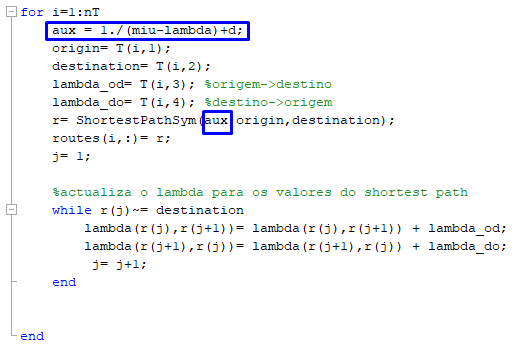 for i=1:nT
aux = 1./(miu-lambda)+d;
origin= T(i,1);
destination= T(i,2);
lambda_od= T(i,3); %origem->destino
lambda_do= T(i,4); %destino->origem
r= ShortestPathSym(aux origin,destination);
routes(i,:)= r;
j= 1;
%actualiza o lambda para os valores do shortest path
while r(j)~= destination
lambda(r(j),r(j+1))= lambda(r(j),r(j+1)) + lambda_od;
lambda(r(j+1),r(j))= lambda(r(j+1),r(j)) + lambda_do;
j= j+1;
end
end